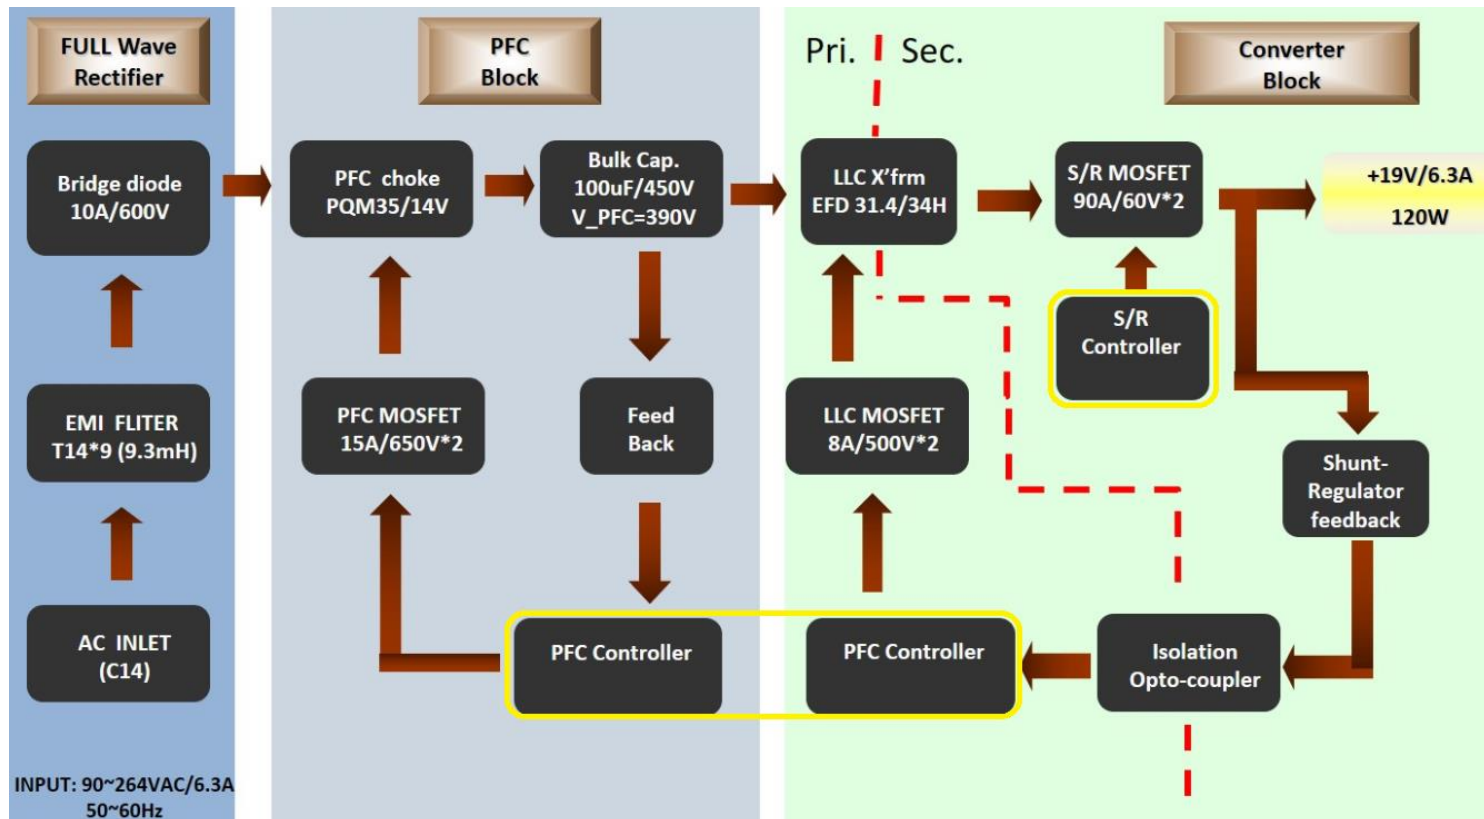 FULL Wave
Rectifier
PFC
Block
Pri.
Sec.
Converter
Block
Bridge diode
10A/600V
PFC choke
PQM35/14V
Bulk Cap.
100uF/450V
V_PFC=390V
LLC X'frm
EFD 31.4/34H
S/R MOSFET
90A/60V*2
+19V/6.3A
120W
S/R
Controller
EMI FLITER
T14*9 (9.3mH)
PFC MOSFET
15A/650V*2
Feed
Back
LLC MOSFET
8A/500V*2
Shunt-
Regulator
feedback
AC INLET
(C14)
PFC Controller
PFC Controller
Isolation
Opto-coupler
INPUT: 90~264VAC/6.3A
50~60Hz